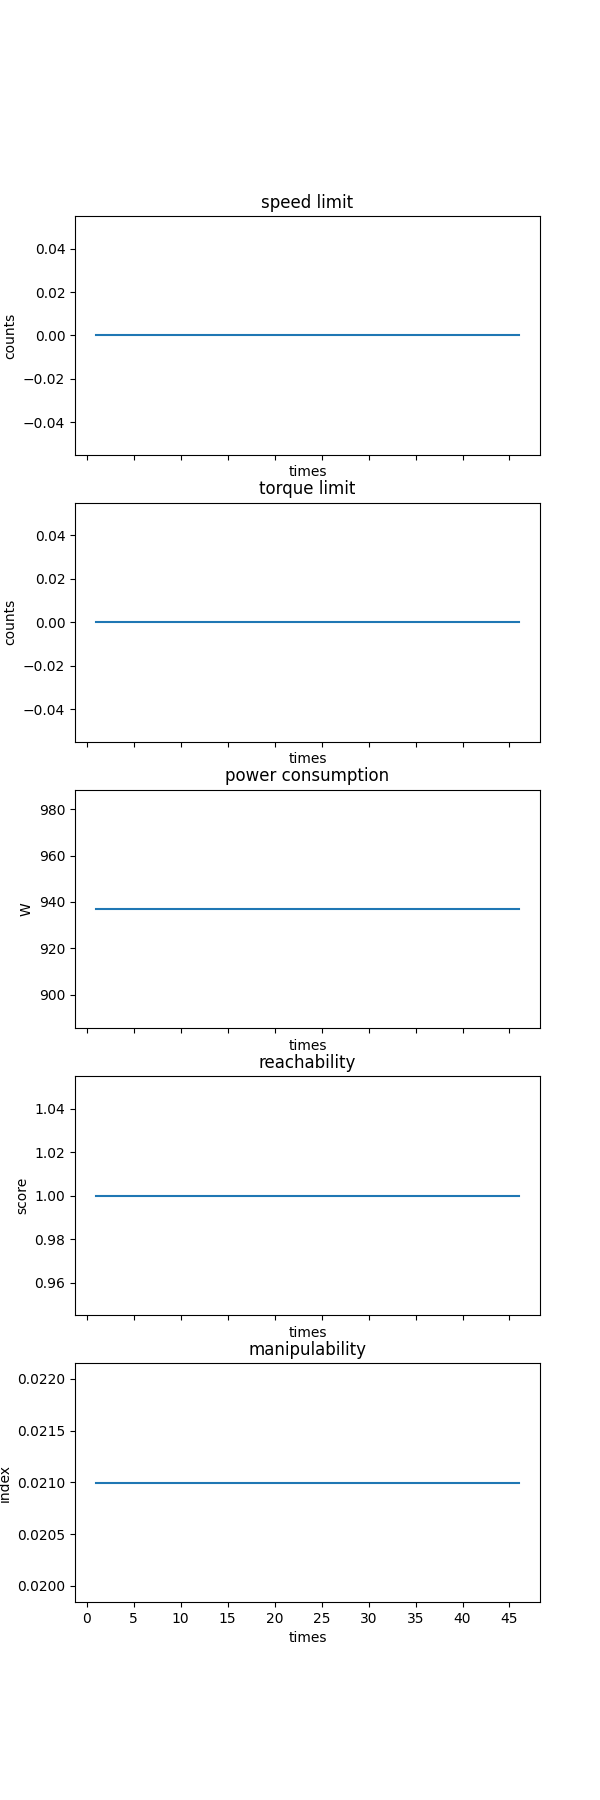 speed limit
0.04
0.02
0.00
−0.02
−0.04
counts
times
torque limit
0.04
0.02
0.00
−0.02
−0.04
counts
times
power consumption
980
960
940
920
900
W
times
reachability
1.04
1.02
1.00
0.98
0.96
score
times
manipulability
0.0220
0.0215
0.0210
0.0205
0.0200
index
0 5 10 15 20 25 30 35 40 45
times